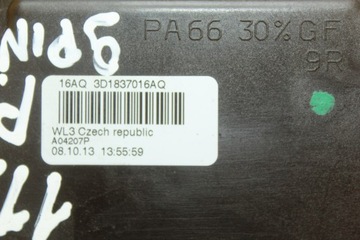 PA66 30%GF
9R
16AQ 3D1837016AQ
WL3 Czech republic
A04207P
08.10.13 13:55:59